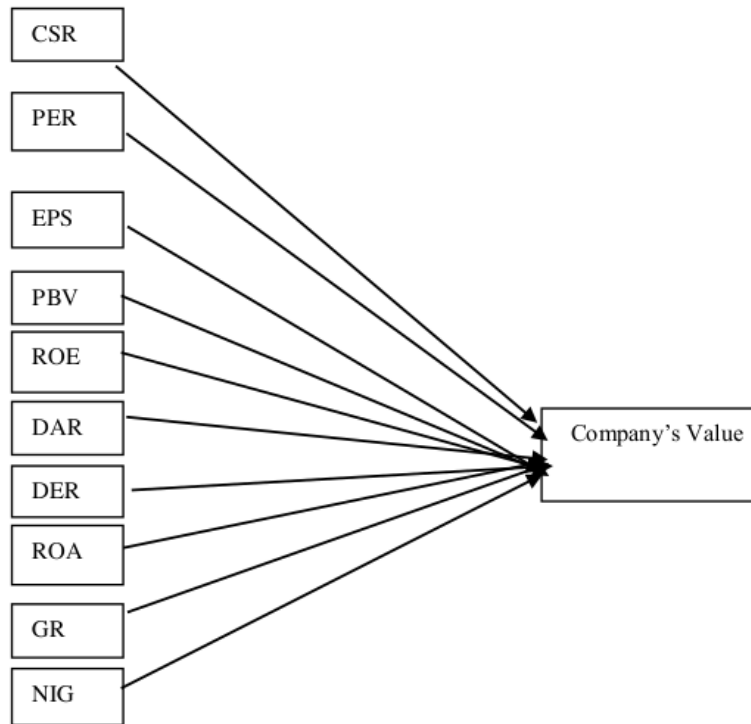 CSR
PER
EPS
PBV
ROE
DAR
Company's Value
DER
ROA
GR
NIG